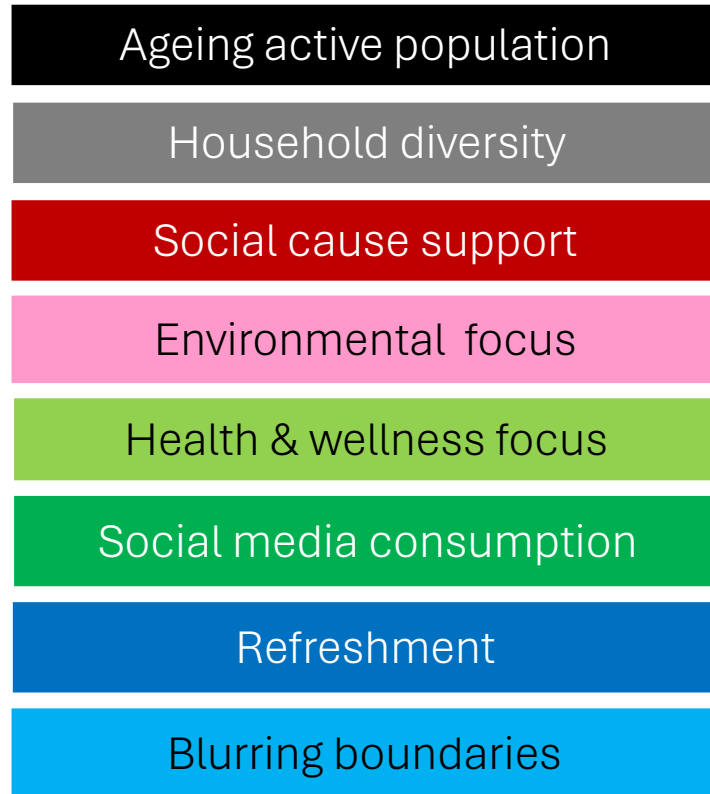 Ageing active population
Household diversity
Social cause support
Environmental  focus
Health & wellness focus
Social media consumption
Refreshment
Blurring boundaries